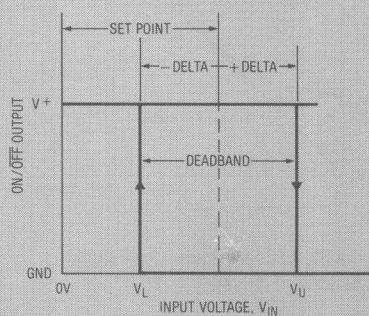 SET POINT
– DELTA
+ DELTA
V+
DEADBAND
ON/OFF OUTPUT
GND
0V
VL
VU
INPUT VOLTAGE, VIN